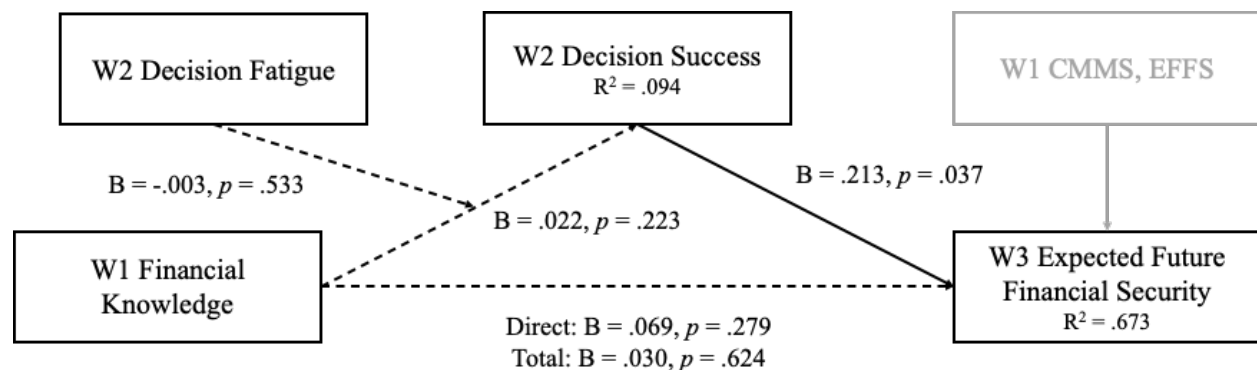 W2 Decision Fatigue
W2 Decision Success
R² = .094
W1 CMMS, EFFS
B = -.003, p = .533
B = .022, p = .223
B = .213, p = .037
W1 Financial
Knowledge
W3 Expected Future
Financial Security
R² = .673
Direct: B = .069, p = .279
Total: B = .030, p = .624